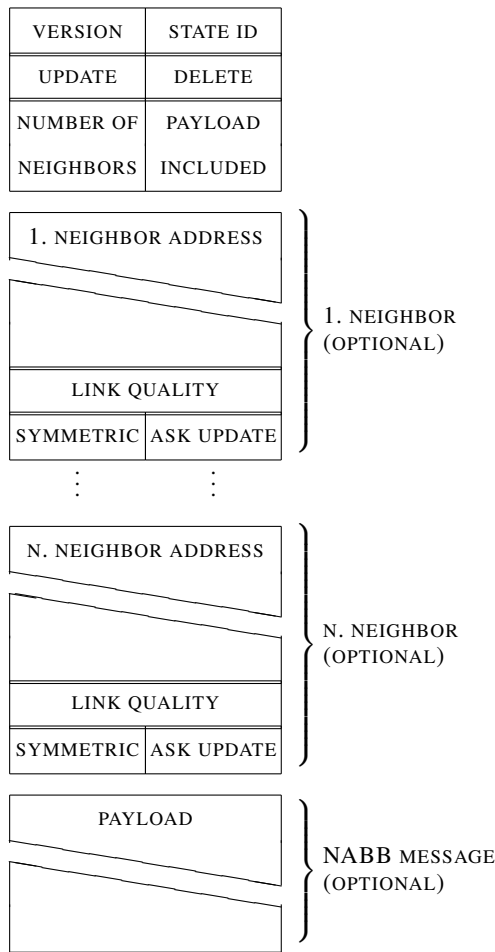 VERSION STATE ID
UPDATE DELETE
NUMBER OF PAYLOAD
NEIGHBORS INCLUDED
1. NEIGHBOR ADDRESS
1. NEIGHBOR
(OPTIONAL)
LINK QUALITY
SYMMETRIC ASK UPDATE
N. NEIGHBOR ADDRESS
N. NEIGHBOR
(OPTIONAL)
LINK QUALITY
SYMMETRIC ASK UPDATE
PAYLOAD
NABB MESSAGE
(OPTIONAL)